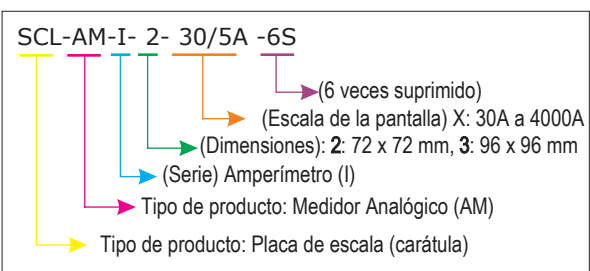 SCL-AM-I- 2- 30/5A -6S
(6 veces suprimido)
(Escala de la pantalla) X: 30A a 4000A
(Dimensiones): 2: 72 x 72 mm, 3: 96 x 96 mm
(Serie) Amperímetro (I)
Tipo de producto: Medidor Analógico (AM)
Tipo de producto: Placa de escala (carátula)